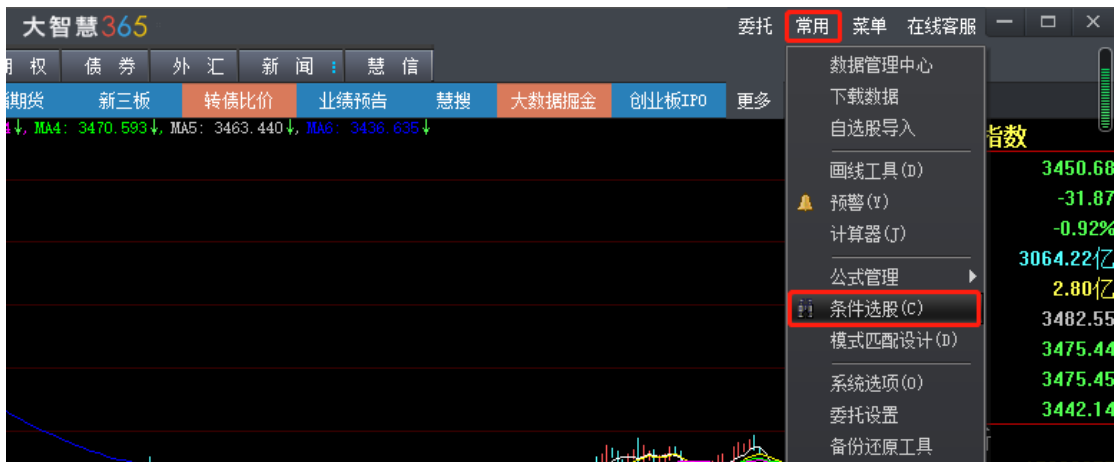 大智慧365 委托 常用 菜单 在线客服
权 债 券 外 汇 新 闻 慧 信
期货 新三板 转债比价 业绩预告 慧搜 大数据掘金 创业板IPO 更多
MA4: 3470.593↓, MA5: 3463.440↓, MA6: 3436.635↓
数据管理中心
下载数据
自选股导入
画线工具(D)
预警(Y)
计算器(J)
公式管理
条件选股(C)
模式匹配设计(D)
系统选项(O)
委托设置
备份还原工具
指数
3450.68
-31.87
-0.92%
3064.22亿
2.80亿
3482.55
3475.44
3475.45
3442.14